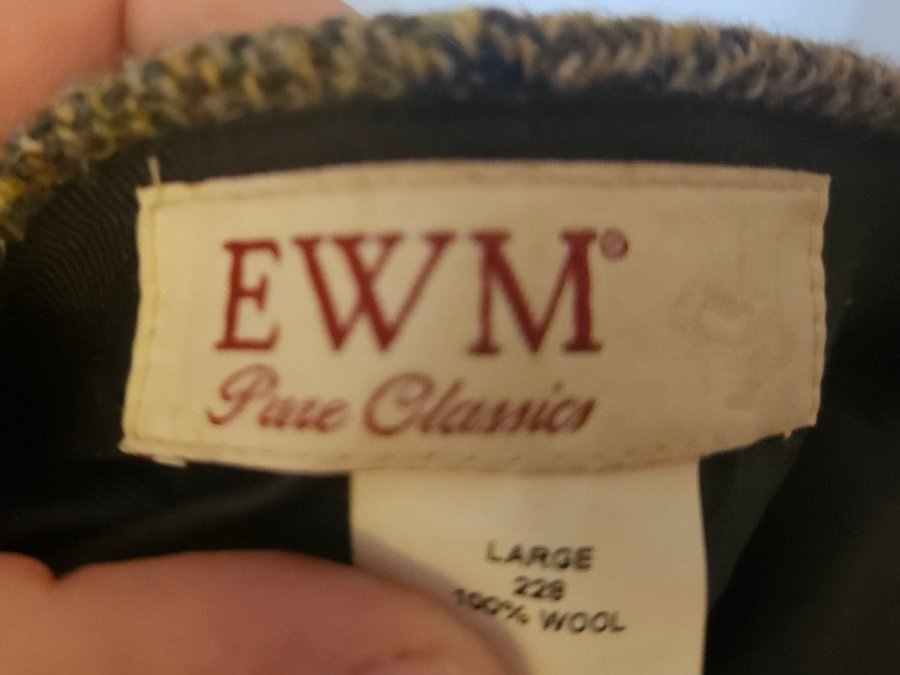 EWM®
Pure Classics
LARGE
228
100% WOOL